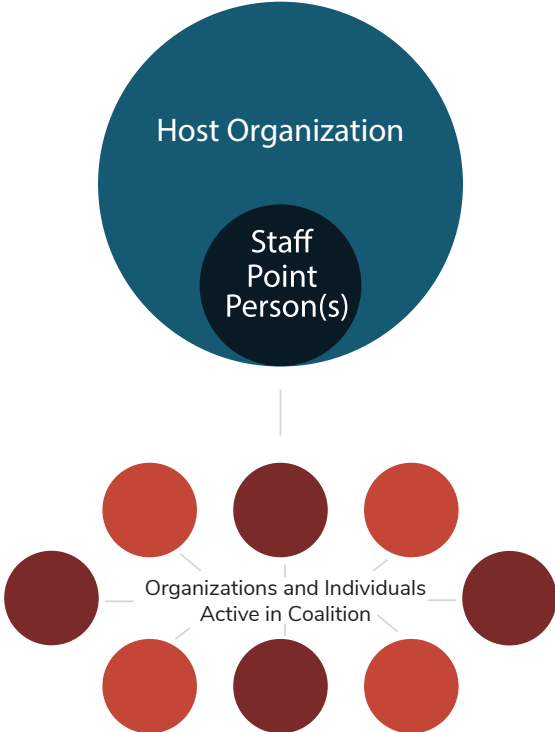 Host Organization
Staff
Point
Person(s)
Organizations and Individuals
Active in Coalition